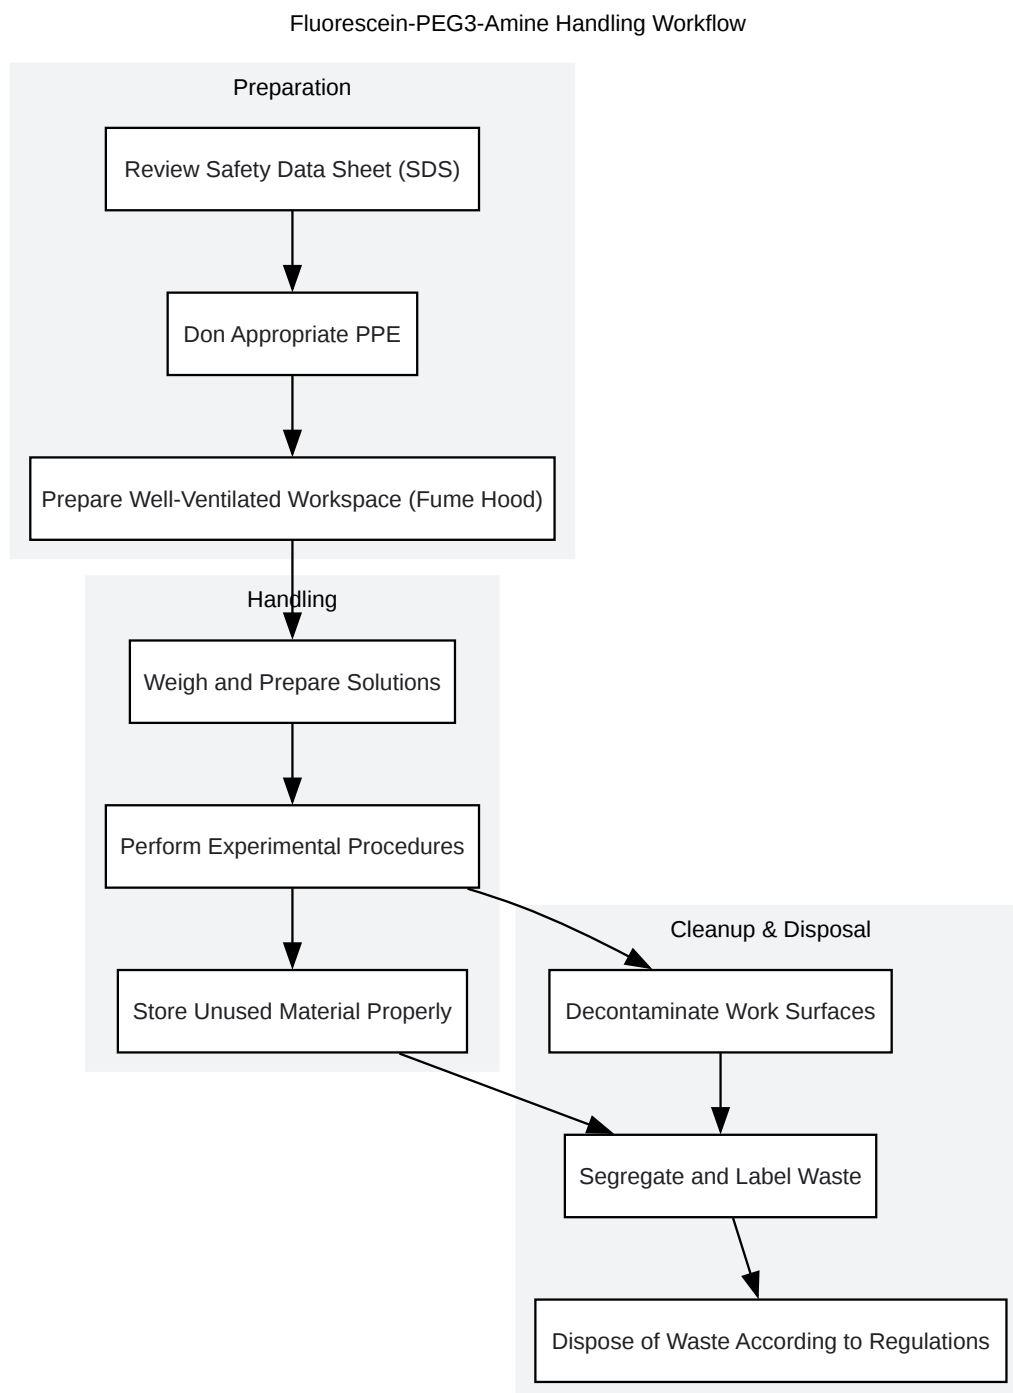 Fluorescein-PEG3-Amine Handling Workflow
Preparation
Review Safety Data Sheet (SDS)
Don Appropriate PPE
Prepare Well-Ventilated Workspace (Fume Hood)
Handling
Weigh and Prepare Solutions
Perform Experimental Procedures
Store Unused Material Properly
Cleanup & Disposal
Decontaminate Work Surfaces
Segregate and Label Waste
Dispose of Waste According to Regulations